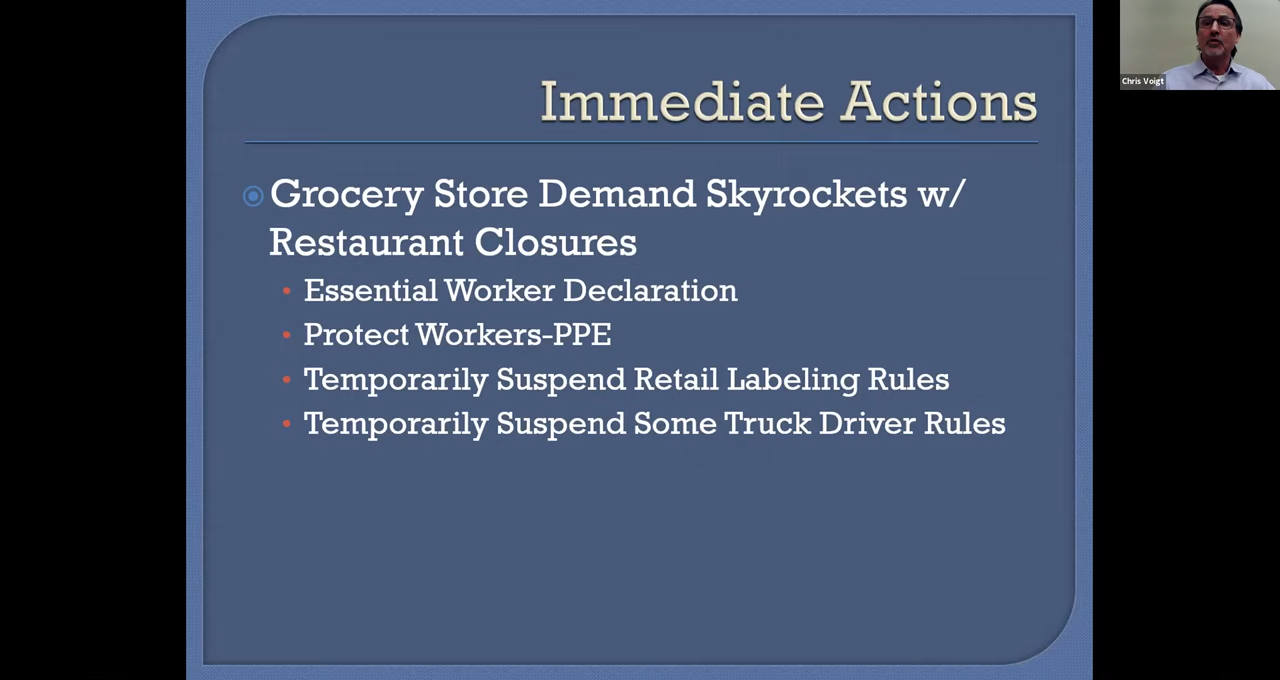 Immediate Actions
Grocery Store Demand Skyrockets w/
Restaurant Closures
Essential Worker Declaration
Protect Workers-PPE
Temporarily Suspend Retail Labeling Rules
Temporarily Suspend Some Truck Driver Rules
Chris Voigt